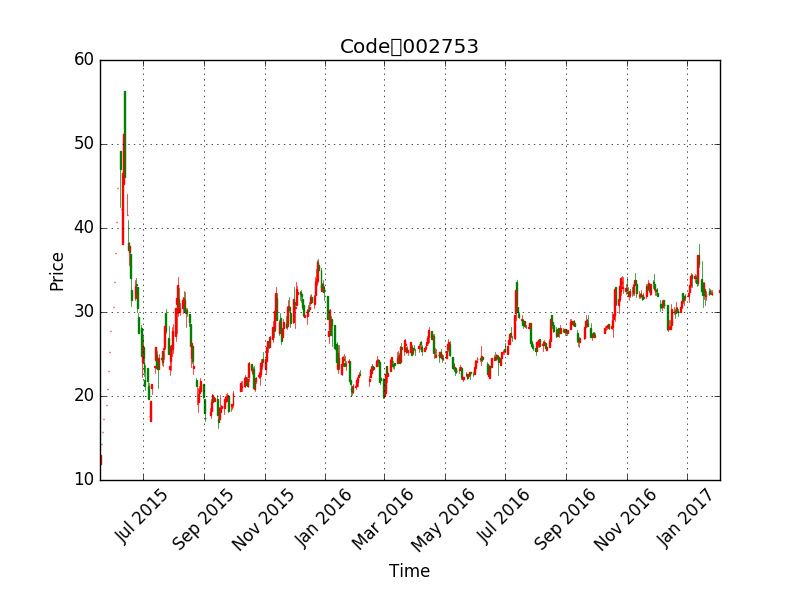 Code▯002753
60
50
40
30
20
10
Price
Jul 2015
Sep 2015
Nov 2015
Jan 2016
Mar 2016
May 2016
Jul 2016
Sep 2016
Nov 2016
Jan 2017
Time